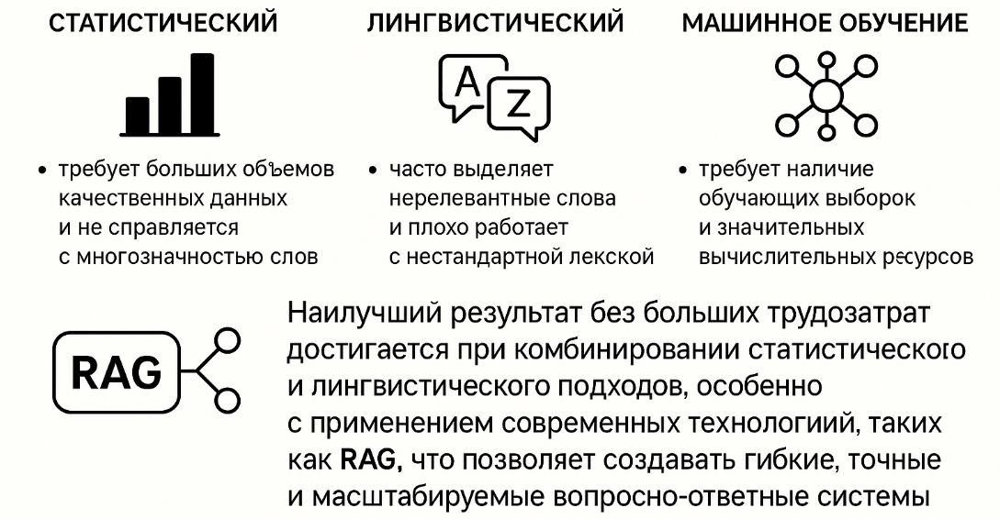 СТАТИСТИЧЕСКИЙ
• требует больших объемов
качественных данных
и не справляется
с многозначностью слов
ЛИНГВИСТИЧЕСКИЙ
A
Z
• часто выделяет
нерелевантные слова
и плохо работает
с нестандартной лекской
МАШИННОЕ ОБУЧЕНИЕ
• требует наличие
обучающих выборок
и значительных
вычислительных ресурсов
RAG
Наилучший результат без больших трудозатрат
достигается при комбинировании статистического
и лингвистического подходов, особенно
с применением современных технологиий, таких
как RAG, что позволяет создавать гибкие, точные
и масштабируемые вопросно-ответные системы